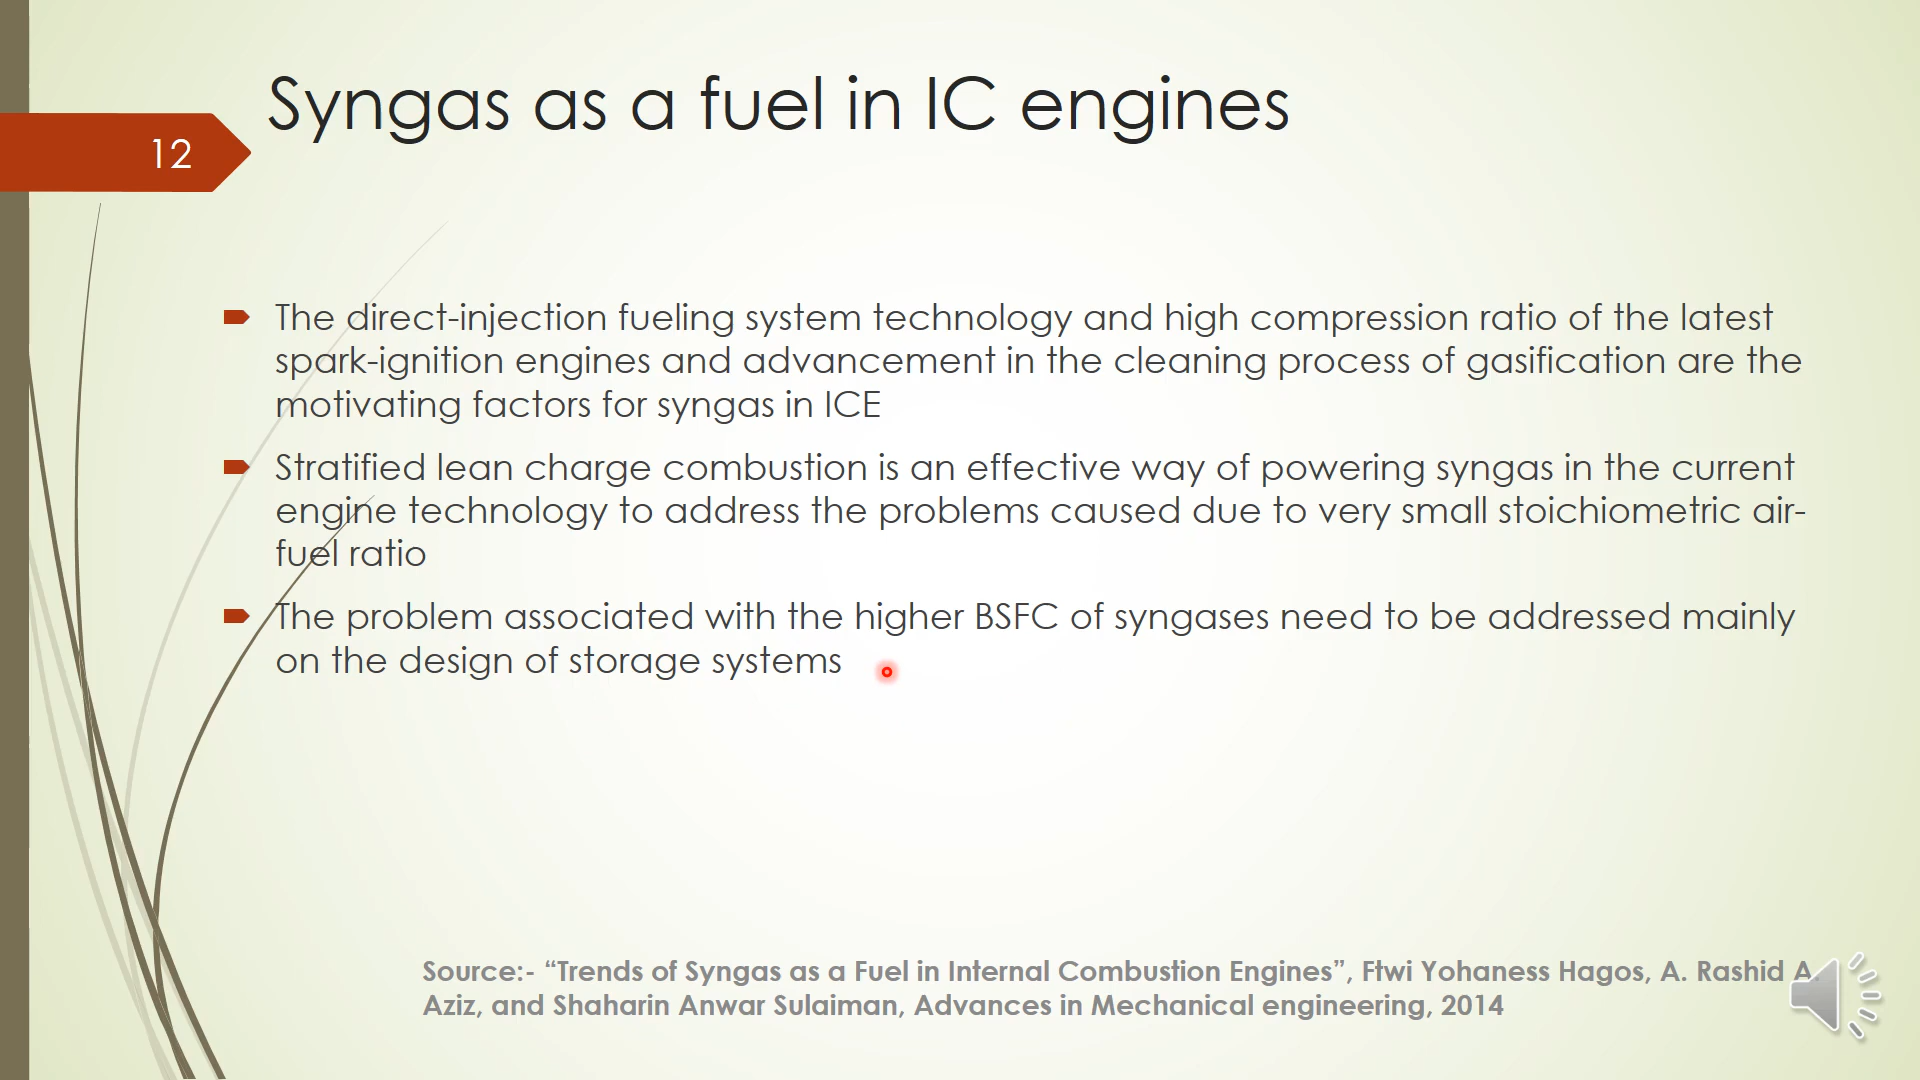 Syngas as a fuel in IC engines
12
The direct-injection fueling system technology and high compression ratio of the latest
spark-ignition engines and advancement in the cleaning process of gasification are the
motivating factors for syngas in ICE
Stratified lean charge combustion is an effective way of powering syngas in the current
engine technology to address the problems caused due to very small stoichiometric air-
fuel ratio
The problem associated with the higher BSFC of syngases need to be addressed mainly
on the design of storage systems
Source:- “Trends of Syngas as a Fuel in Internal Combustion Engines”, Ftwi Yohaness Hagos, A. Rashid A.
Aziz, and Shaharin Anwar Sulaiman, Advances in Mechanical engineering, 2014